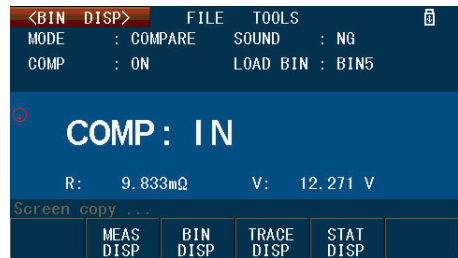 <BIN DISP> FILE TOOLS
MODE : COMPARE SOUND : NG
COMP : ON LOAD BIN : BIN5
COMP: IN
R: 9.833mΩ V: 12.271 V
Screen copy ...
MEAS DISP BIN DISP TRACE DISP STAT DISP